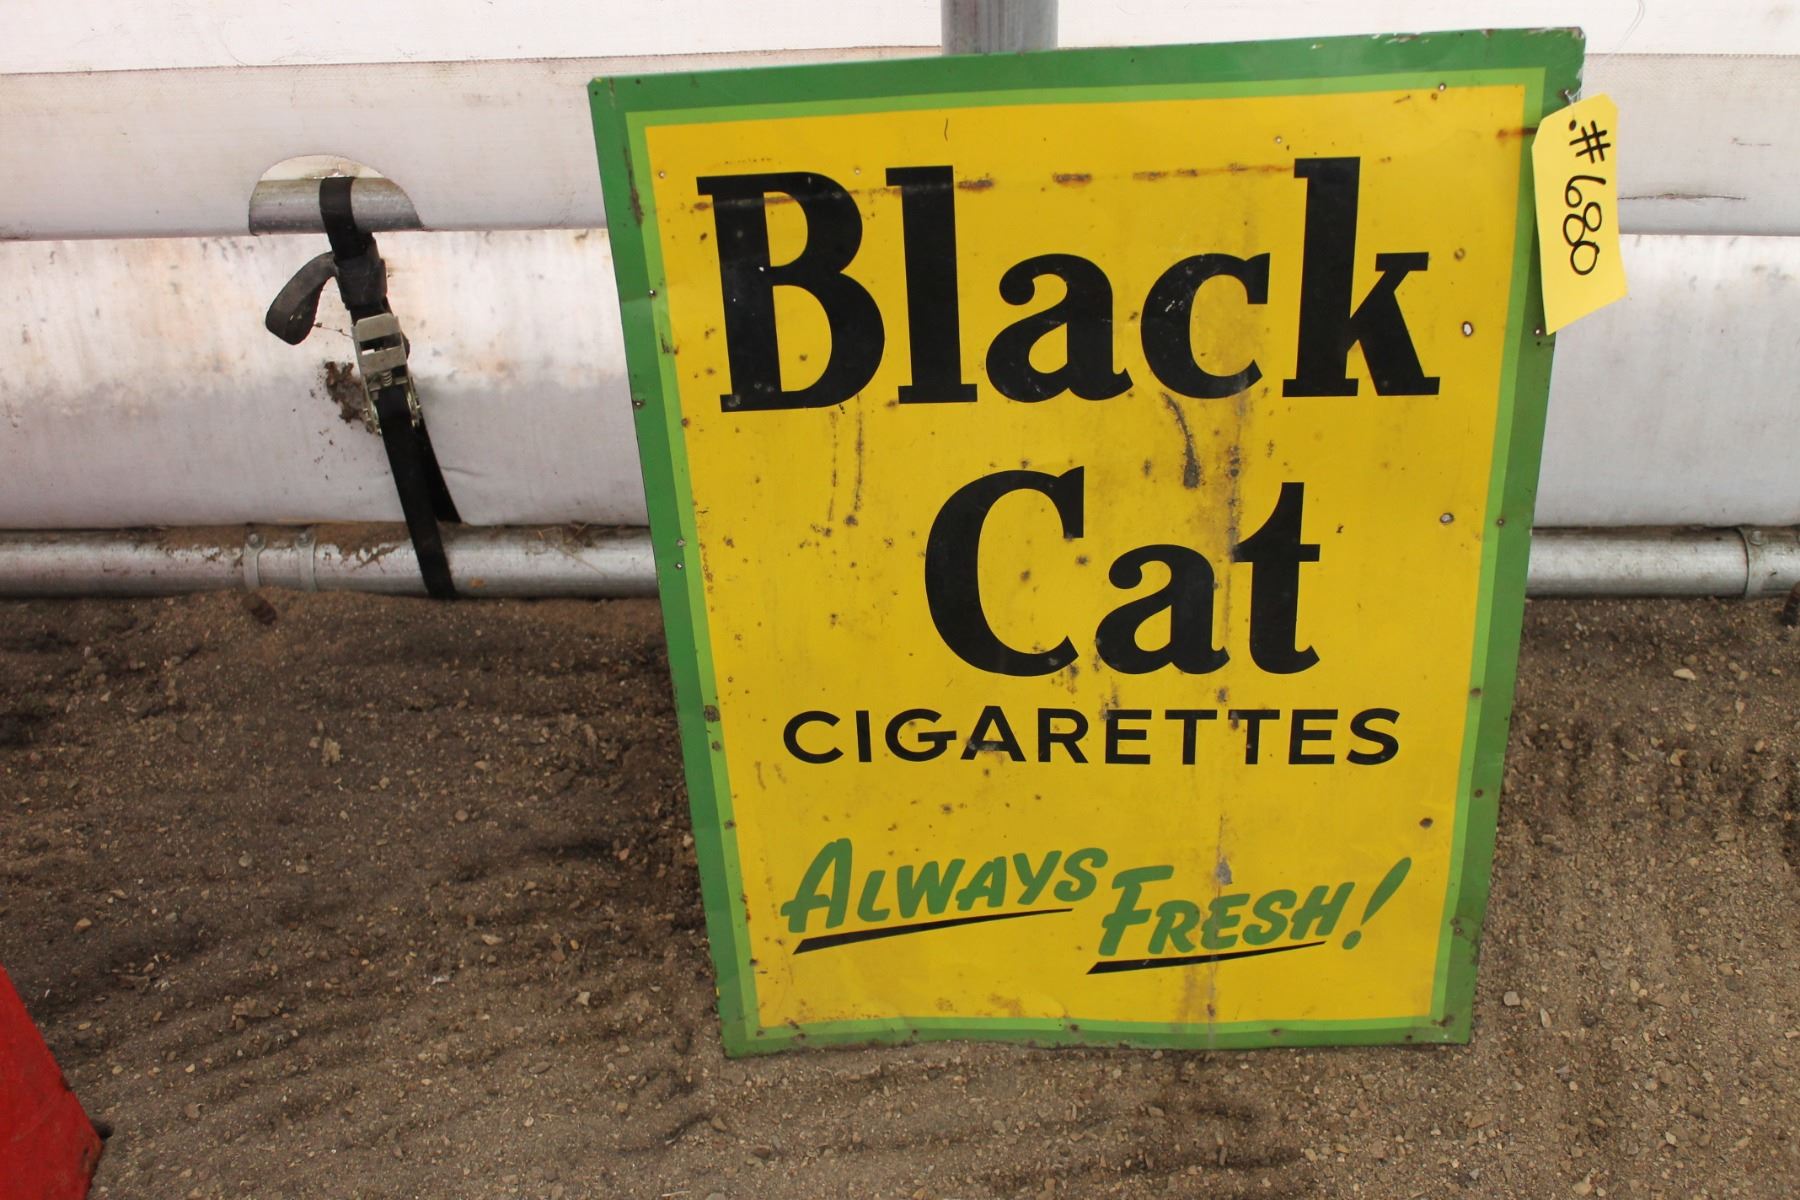 Black
Cat
CIGARETTES
ALWAYS FRESH!
#680